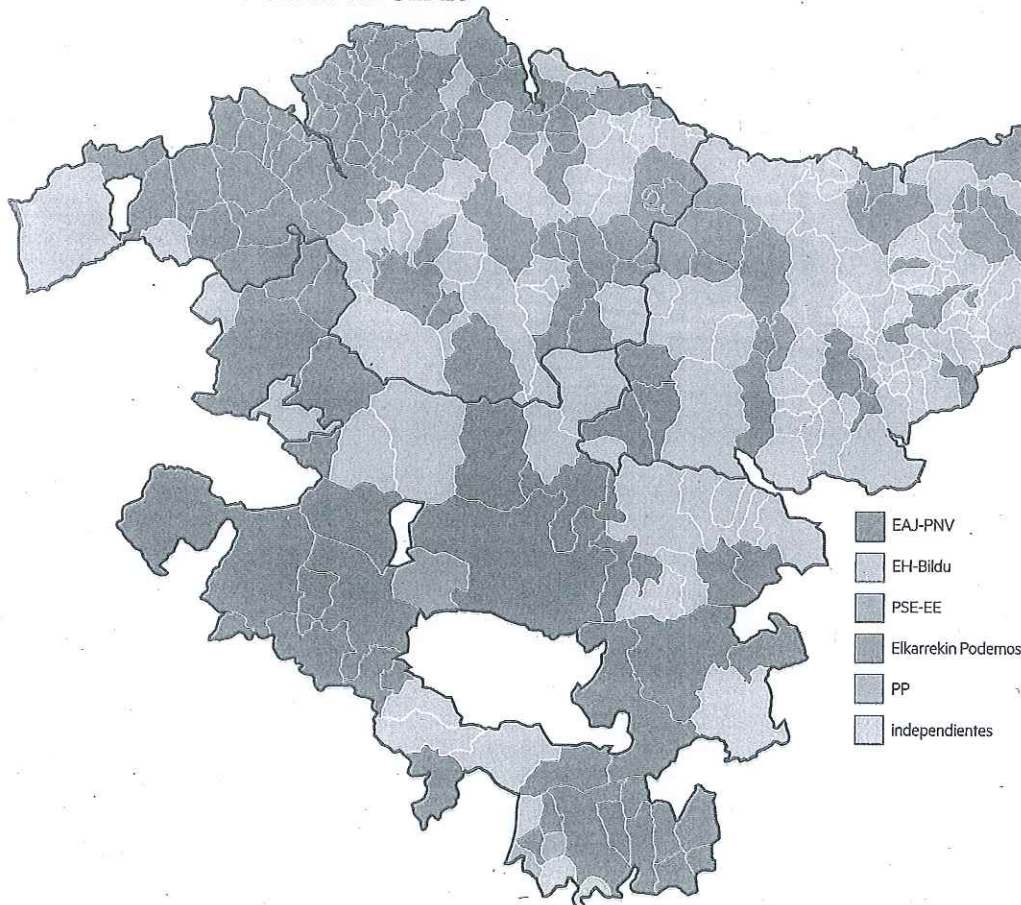 EAJ-PNV
EH-Bildu
PSE-EE
Elkarrekin Podemos
PP
independientes